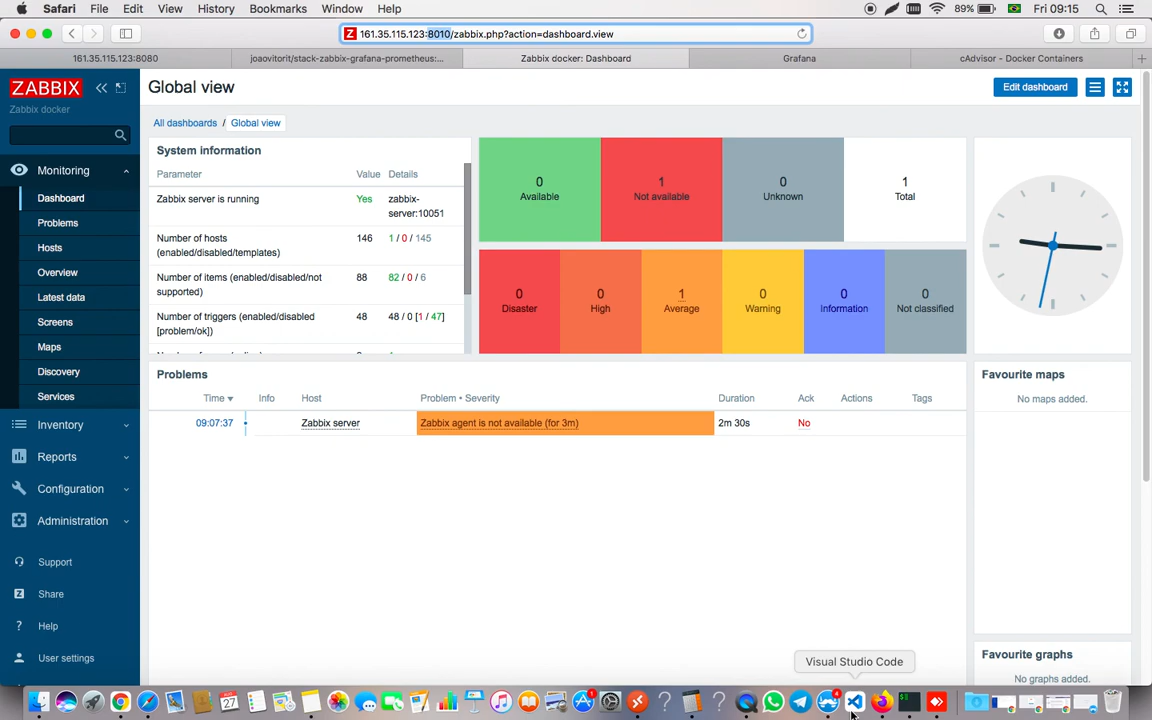 Safari File Edit View History Bookmarks Window Help 89% Fri 09:15
Z 161.35.115.123:8010/zabbix.php?action=dashboard.view
161.35.115.123:8080 joaovitorit/stack-zabbix-grafana-prometheus:... Zabbix docker: Dashboard Grafana cAdvisor - Docker Containers
ZABBIX
Zabbix docker
Monitoring
Dashboard
Problems
Hosts
Overview
Latest data
Screens
Maps
Discovery
Services
Inventory
Reports
Configuration
Administration
Support
Z Share
? Help
User settings
Global view
Edit dashboard
All dashboards / Global view
System information
Parameter Value Details
Zabbix server is running Yes zabbix-
server:10051
Number of hosts 146 1 / 0 / 145
(enabled/disabled/templates)
Number of items (enabled/disabled/not 88 82 / 0 / 6
supported)
Number of triggers (enabled/disabled 48 48 / 0 [1 / 47]
[problem/ok])
0 1 0 1
Available Not available Unknown Total
0 0 1 0 0 0
Disaster High Average Warning Information Not classified
Problems
Time Info Host Problem • Severity Duration Ack Actions Tags
09:07:37 Zabbix server Zabbix agent is not available (for 3m) 2m 30s No
Favourite maps
No maps added.
Favourite graphs
No graphs added.
Visual Studio Code
27
1
4